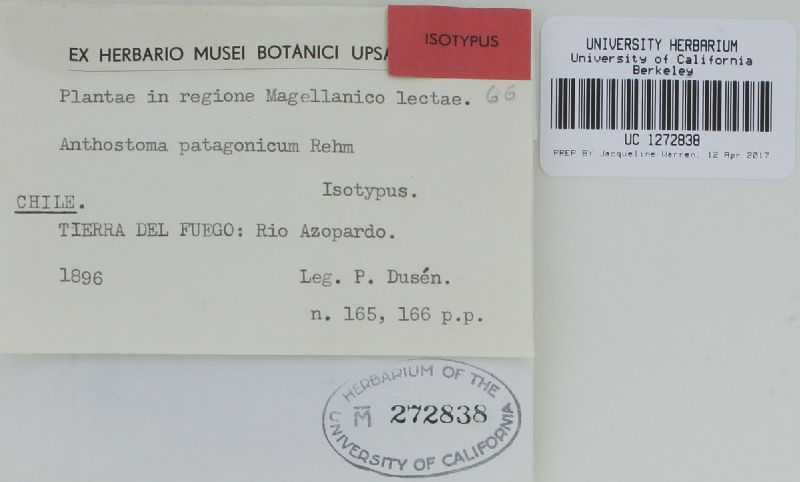 EX HERBARIO MUSEI BOTANICI
ISOTYPUS
Plantae in regione Magellanico lectae. 66
Anthostoma patagonicum Rehm
Isotypus.
CHILE.
TIERRA DEL FUEGO: Rio Azopardo.
1896
Leg. P. Dusén.
n. 165, 166 p.p.
HERBARIUM OF THE
M 272838
UNIVERSITY OF CALIFORNIA
UNIVERSITY HERBARIUM
University of California
Berkeley
UC 1272838
PREP BY Jacqueline Warren, 12 Apr 2017